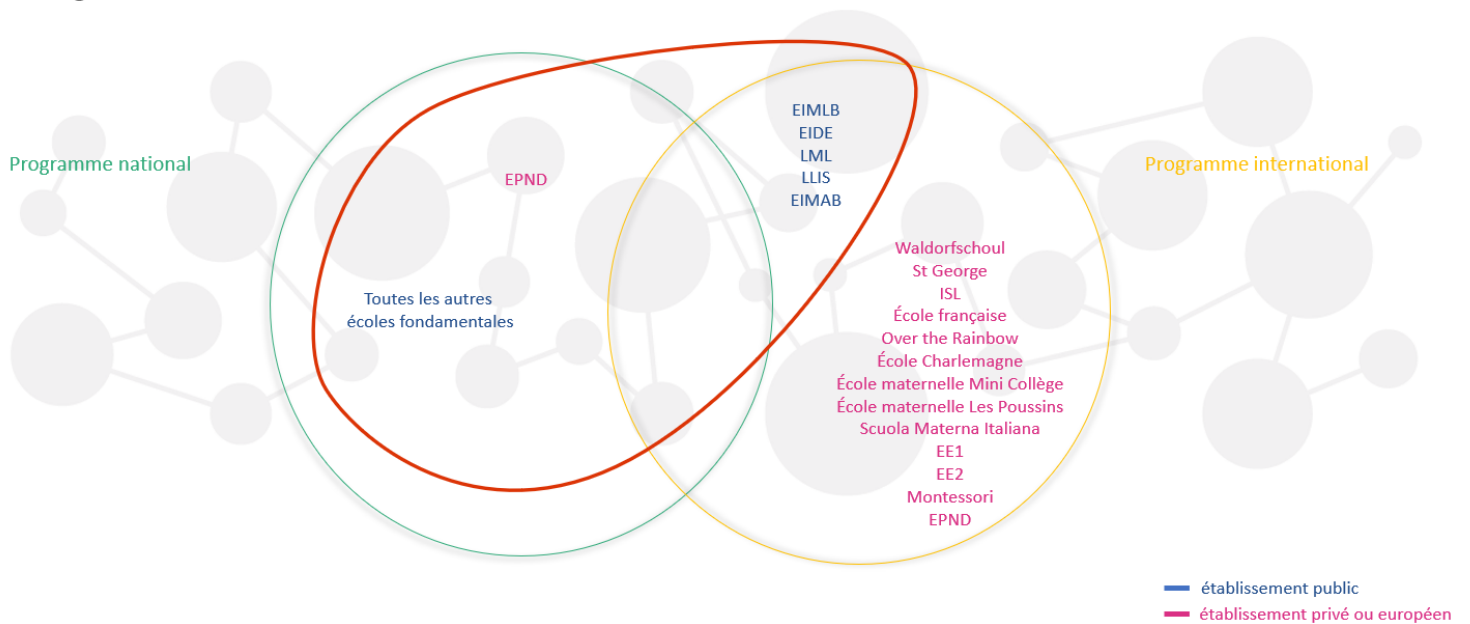 Programme national
EPND
Toutes les autres
écoles fondamentales
EIMLB
EIDE
LML
LLIS
EIMAB
Programme international
Waldorfschoul
St George
ISL
École française
Over the Rainbow
École Charlemagne
École maternelle Mini Collège
École maternelle Les Poussins
Scuola Materna Italiana
EE1
EE2
Montessori
EPND
établissement public
établissement privé ou européen